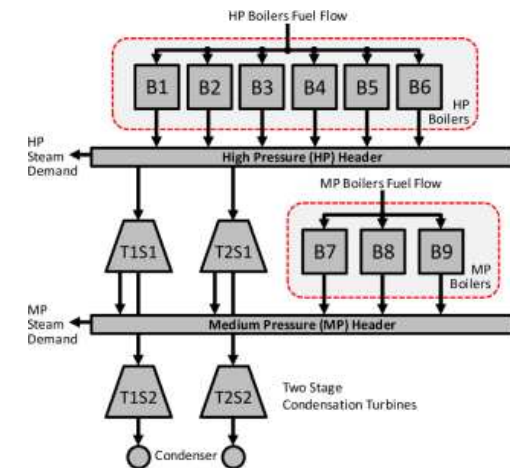 HP Boilers Fuel Flow
B1 B2 B3 B4 B5 B6
HP
Boilers
HP
Steam
Demand
High Pressure (HP) Header
MP Boilers Fuel Flow
T1S1 T2S1
B7 B8 B9
MP
Boilers
MP
Steam
Demand
Medium Pressure (MP) Header
T1S2 T2S2
Two Stage
Condensation Turbines
Condenser